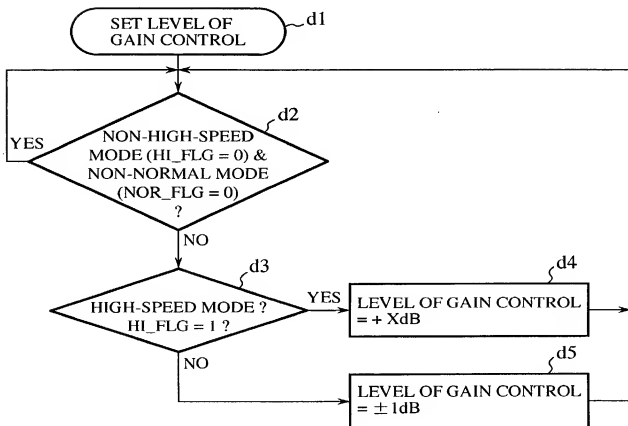 SET LEVEL OF
GAIN CONTROL
d1
d2
YES
NON-HIGH-SPEED
MODE (HI_FLG = 0) &
NON-NORMAL MODE
(NOR_FLG = 0)
?
NO
d3
HIGH-SPEED MODE ?
HI_FLG = 1 ?
YES
d4
LEVEL OF GAIN CONTROL
= + XdB
NO
d5
LEVEL OF GAIN CONTROL
= ± 1dB